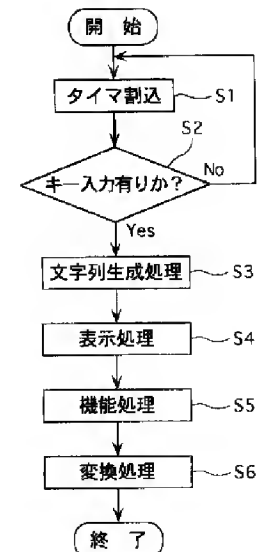 開 始
タイマ割込
S1
S2
キー入力有りか？
No
Yes
文字列生成処理
S3
表示処理
S4
機能処理
S5
変換処理
S6
終 了